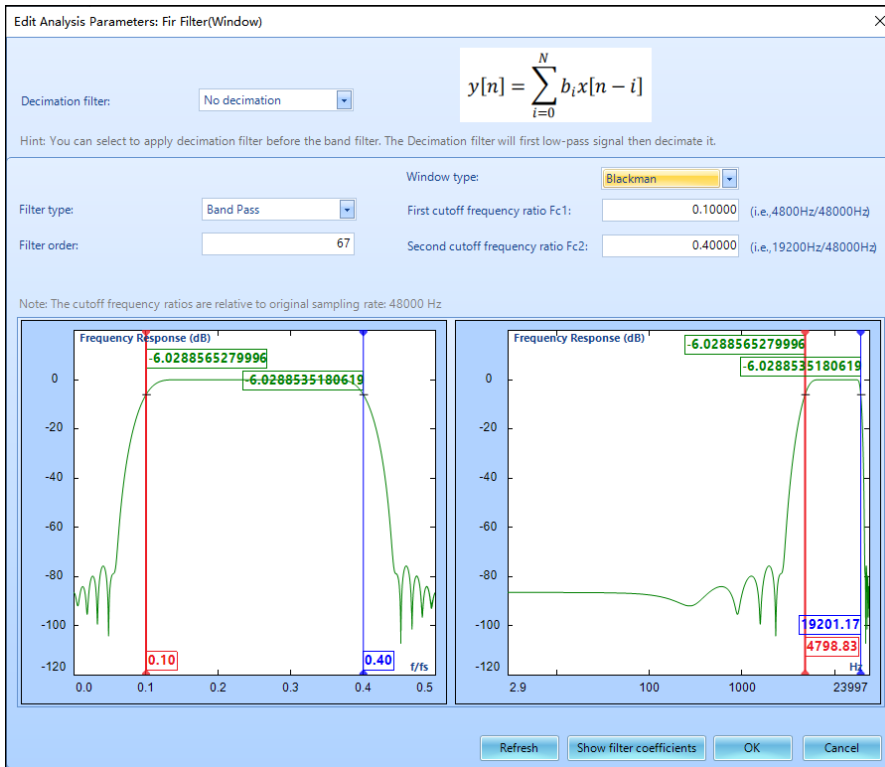 Edit Analysis Parameters: Fir Filter(Window)
Decimation filter:
No decimation
y[n] = \sum_{i=0}^{N} b_i x[n − i]
Hint: You can select to apply decimation filter before the band filter. The Decimation filter will first low-pass signal then decimate it.
Window type:
Blackman
Filter type:
Band Pass
First cutoff frequency ratio Fc1:
0.10000
(i.e.,4800Hz/48000Hz)
Filter order:
67
Second cutoff frequency ratio Fc2:
0.40000
(i.e.,19200Hz/48000Hz)
Note: The cutoff frequency ratios are relative to original sampling rate: 48000 Hz
Frequency Response (dB)
-6.0288565279996
-6.0288535180619
0
-20
-40
-60
-80
-100
-120
0.10
0.40
f/fs
0.0
0.1
0.2
0.3
0.4
0.5
Frequency Response (dB)
-6.0288565279996
-6.0288535180619
0
-20
-40
-60
-80
-100
-120
19201.17
4798.83
Hz
2.9
100
1000
23997
Refresh
Show filter coefficients
OK
Cancel